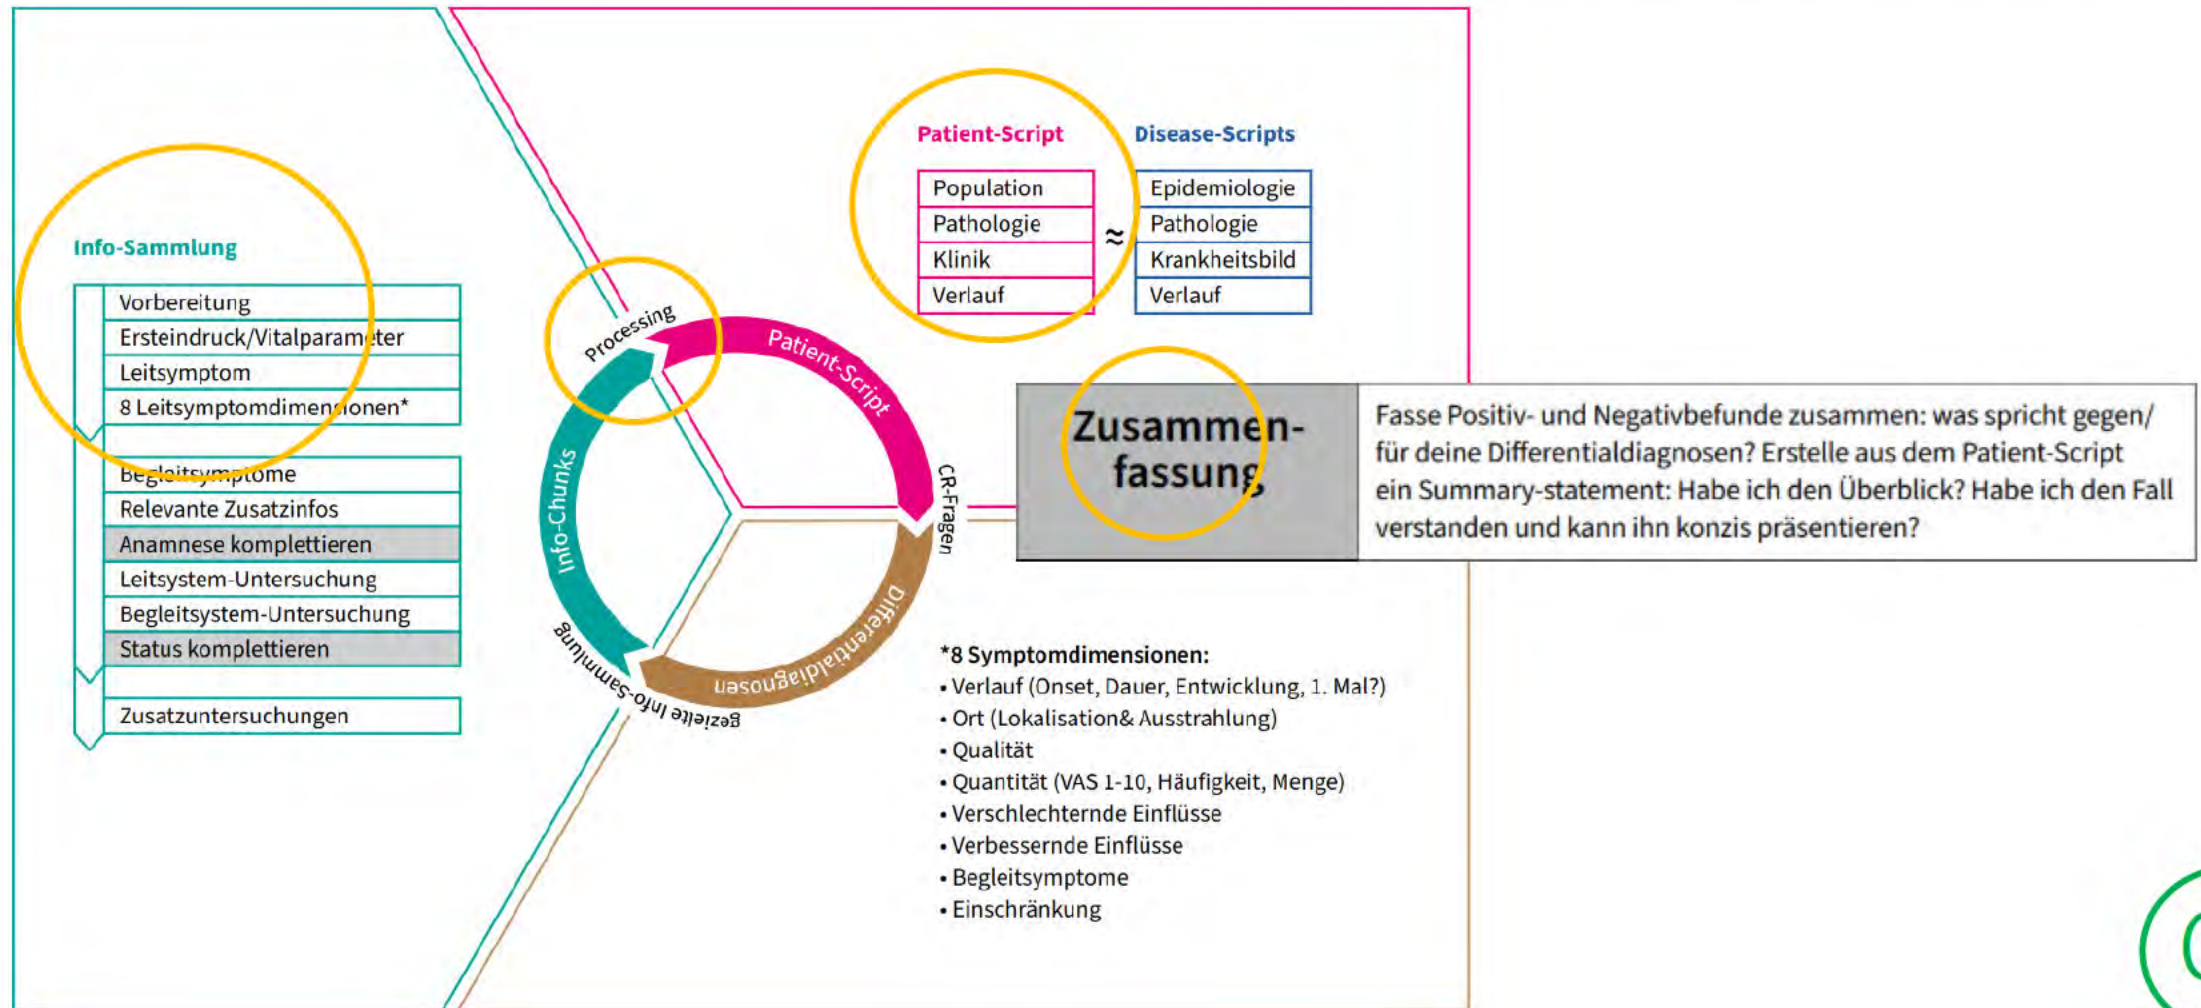 Info-Sammlung
Vorbereitung
Ersteindruck/Vitalparameter
Leitsymptom
8 Leitsymptomdimensionen*
Begleitsymptome
Relevante Zusatzinfos
Anamnese komplettieren
Leitsystem-Untersuchung
Begleitsystem-Untersuchung
Status komplettieren
Zusatzuntersuchungen
Processing
Patient-Script
CR-Fragen
Differentialdiagnosen
gezielte Info-Sammlung
Info-Chunks
Patient-Script
Population
Pathologie
Klinik
Verlauf
≈
Disease-Scripts
Epidemiologie
Pathologie
Krankheitsbild
Verlauf
Zusammen-
fassung
Fasse Positiv- und Negativbefunde zusammen: was spricht gegen/
für deine Differentialdiagnosen? Erstelle aus dem Patient-Script
ein Summary-statement: Habe ich den Überblick? Habe ich den Fall
verstanden und kann ihn konzis präsentieren?
*8 Symptomdimensionen:
• Verlauf (Onset, Dauer, Entwicklung, 1. Mal?)
• Ort (Lokalisation& Ausstrahlung)
• Qualität
• Quantität (VAS 1-10, Häufigkeit, Menge)
• Verschlechternde Einflüsse
• Verbessernde Einflüsse
• Begleitsymptome
• Einschränkung